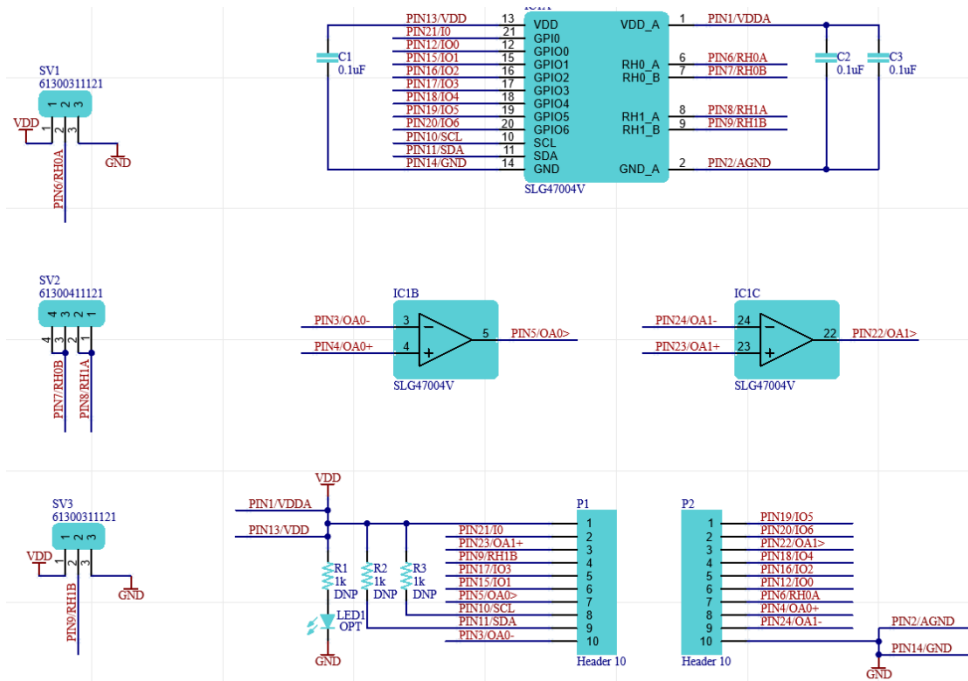 IC1A
PIN13/VDD 13 VDD VDD_A 1 PIN1/VDDA
PIN21/I0 21 GPI0
PIN12/IO0 12 GPIO0
PIN15/IO1 15 GPIO1 RH0_A 6 PIN6/RH0A
PIN16/IO2 16 GPIO2 RH0_B 7 PIN7/RH0B
PIN17/IO3 17 GPIO3
PIN18/IO4 18 GPIO4
PIN19/IO5 19 GPIO5 RH1_A 8 PIN8/RH1A
PIN20/IO6 20 GPIO6 RH1_B 9 PIN9/RH1B
PIN10/SCL 10 SCL
PIN11/SDA 11 SDA
PIN14/GND 14 GND GND_A 2 PIN2/AGND
SLG47004V
C1
0.1uF
C2
0.1uF
C3
0.1uF
SV1
61300311121
1 2 3
VDD
1 2 3
GND
PIN6/RH0A
SV2
61300411121
4 3 2 1
4 3 2 1
PIN7/RH0B
PIN8/RH1A
IC1B
PIN3/OA0- 3
PIN4/OA0+ 4
5 PIN5/OA0>
SLG47004V
IC1C
PIN24/OA1- 24
PIN23/OA1+ 23
22 PIN22/OA1>
SLG47004V
SV3
61300311121
1 2 3
VDD
1 2 3
GND
PIN9/RH1B
VDD
PIN1/VDDA
PIN13/VDD
R1
1k
DNP
R2
1k
DNP
R3
1k
DNP
LED1
OPT
GND
P1
1
PIN21/I0 2
PIN23/OA1+ 3
PIN9/RH1B 4
PIN17/IO3 5
PIN15/IO1 6
PIN5/OA0> 7
PIN10/SCL 8
PIN11/SDA 9
PIN3/OA0- 10
Header 10
P2
1 PIN19/IO5
2 PIN20/IO6
3 PIN22/OA1>
4 PIN18/IO4
5 PIN16/IO2
6 PIN12/IO0
7 PIN6/RH0A
8 PIN4/OA0+
9 PIN24/OA1-
10
Header 10
PIN2/AGND
PIN14/GND
GND